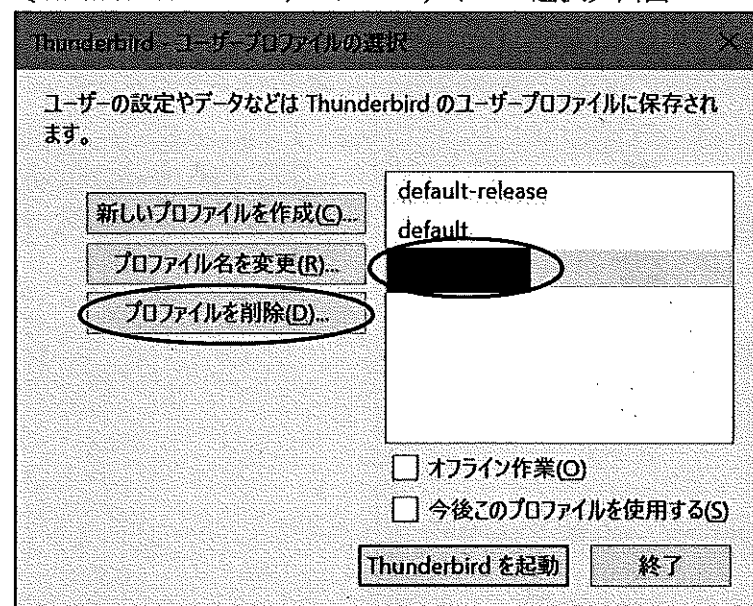 Thunderbird - ユーザープロファイルの選択
ユーザーの設定やデータなどは Thunderbird のユーザープロファイルに保存され
ます。
新しいプロファイルを作成(C)...
プロファイル名を変更(R)...
プロファイルを削除(D)...
default-release
default
オフライン作業(O)
今後このプロファイルを使用する(S)
Thunderbird を起動
終了